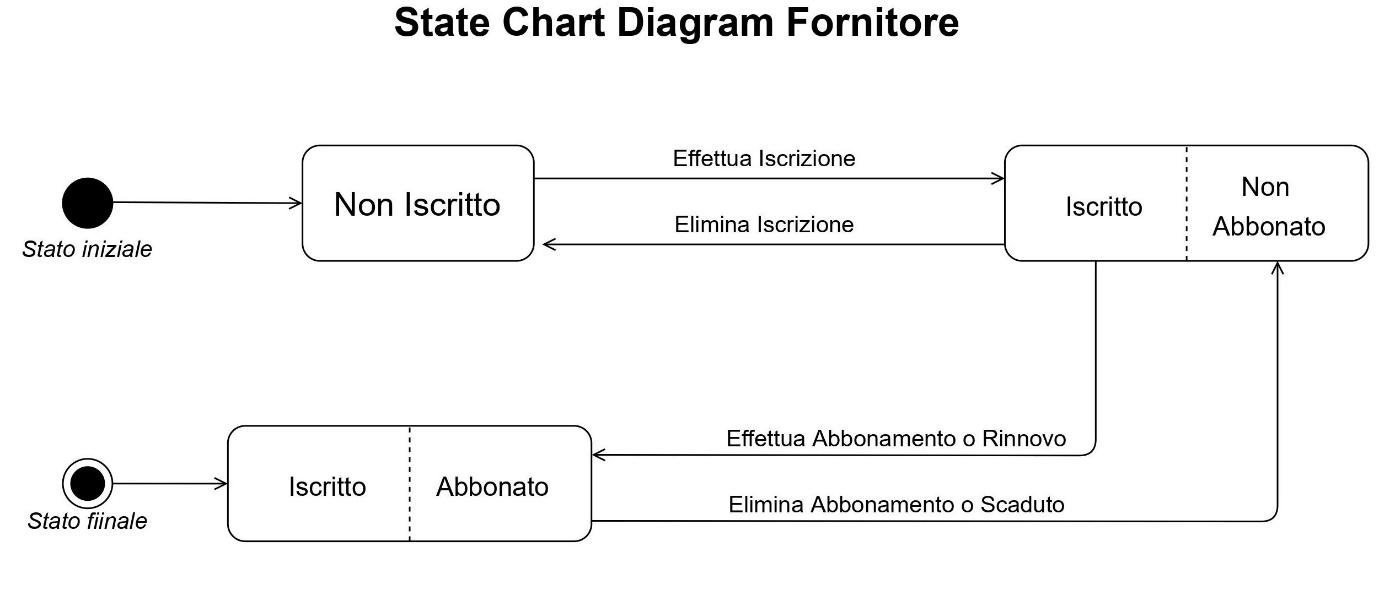 State Chart Diagram Fornitore
Effettua Iscrizione
Non Iscritto
Elimina Iscrizione
Iscritto
Non
Abbonato
Stato iniziale
Effettua Abbonamento o Rinnovo
Iscritto
Abbonato
Elimina Abbonamento o Scaduto
Stato fiinale